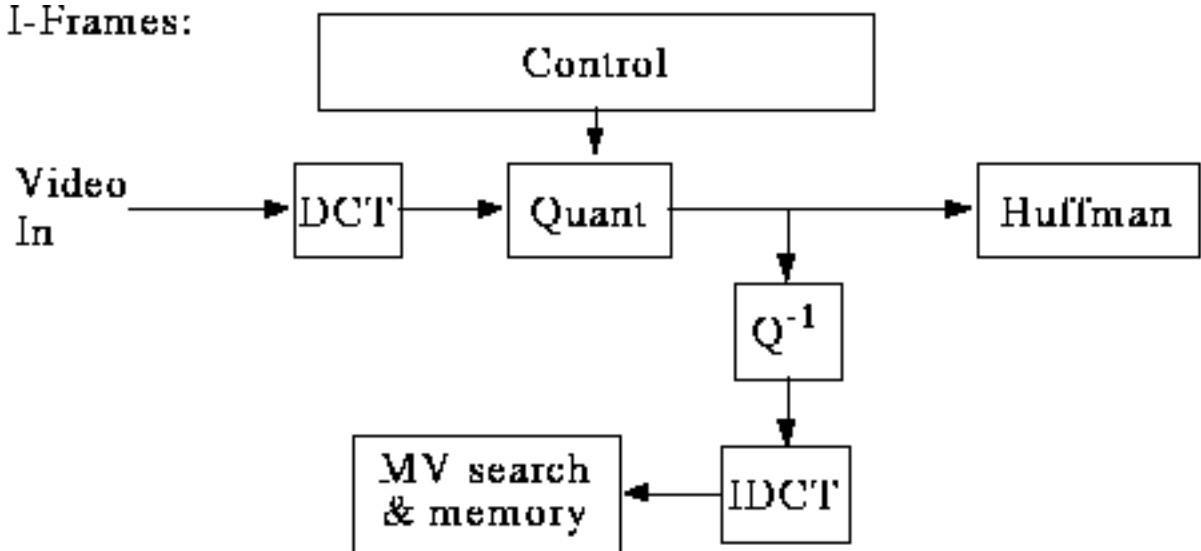 I-Frames:
Control
Video
In
DCT
Quant
Huffman
Q⁻¹
IDCT
MV search
& memory